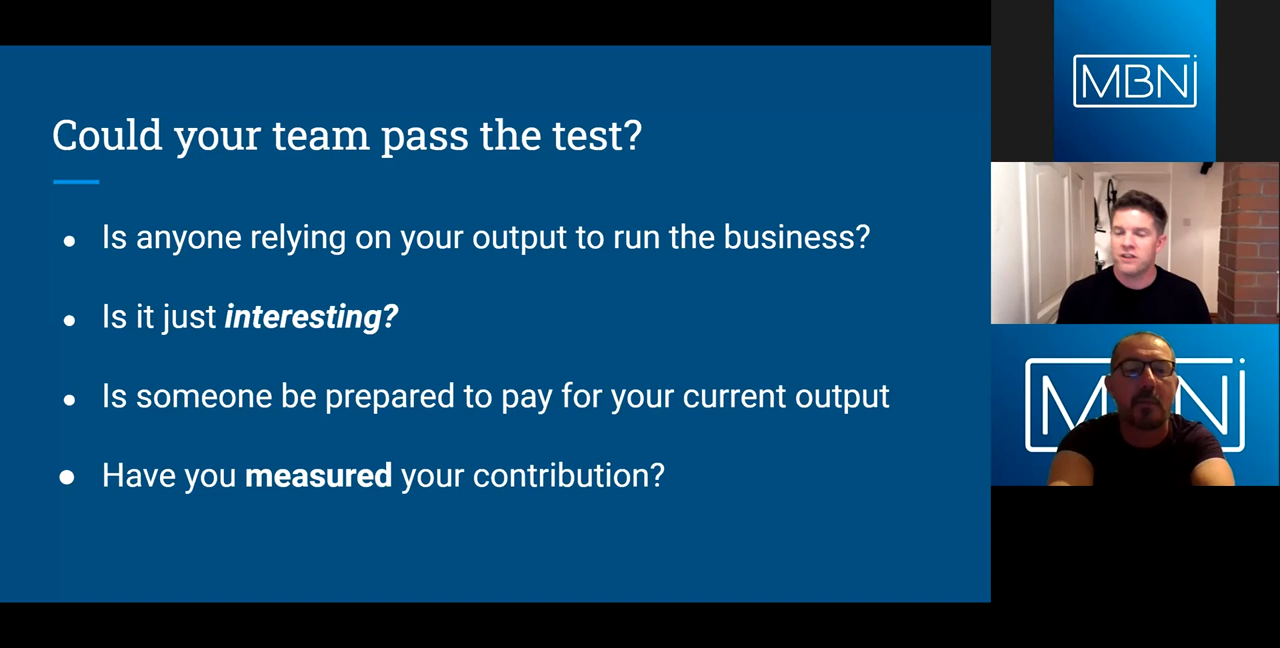 Could your team pass the test?
Is anyone relying on your output to run the business?
Is it just interesting?
Is someone be prepared to pay for your current output
Have you measured your contribution?
MBN
MBN